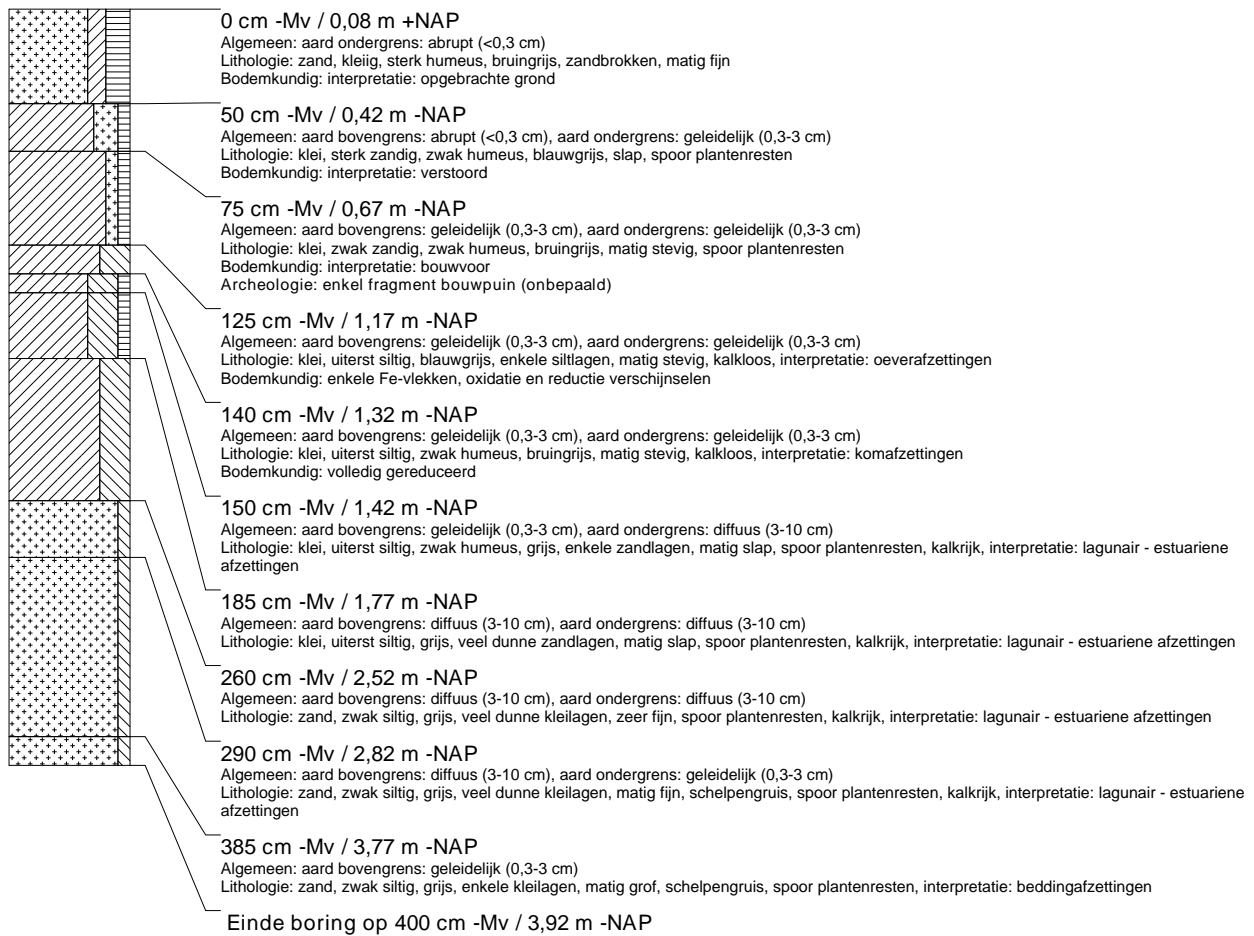 0 cm -Mv / 0,08 m +NAP
Algemeen: aard ondergrens: abrupt (<0,3 cm)
Lithologie: zand, kleiig, sterk humeus, bruingrijs, zandbrokken, matig fijn
Bodemkundig: interpretatie: opgebrachte grond
50 cm -Mv / 0,42 m -NAP
Algemeen: aard bovengrens: abrupt (<0,3 cm), aard ondergrens: geleidelijk (0,3-3 cm)
Lithologie: klei, sterk zandig, zwak humeus, blauwgrijs, slap, spoor plantenresten
Bodemkundig: interpretatie: verstoord
75 cm -Mv / 0,67 m -NAP
Algemeen: aard bovengrens: geleidelijk (0,3-3 cm), aard ondergrens: geleidelijk (0,3-3 cm)
Lithologie: klei, zwak zandig, zwak humeus, bruingrijs, matig stevig, spoor plantenresten
Bodemkundig: interpretatie: bouwvoor
Archeologie: enkel fragment bouwpuin (onbepaald)
125 cm -Mv / 1,17 m -NAP
Algemeen: aard bovengrens: geleidelijk (0,3-3 cm), aard ondergrens: geleidelijk (0,3-3 cm)
Lithologie: klei, uiterst siltig, blauwgrijs, enkele siltlagen, matig stevig, kalkloos, interpretatie: oeverafzettingen
Bodemkundig: enkele Fe-vlekken, oxidatie en reductie verschijnselen
140 cm -Mv / 1,32 m -NAP
Algemeen: aard bovengrens: geleidelijk (0,3-3 cm), aard ondergrens: geleidelijk (0,3-3 cm)
Lithologie: klei, uiterst siltig, zwak humeus, bruingrijs, matig stevig, kalkloos, interpretatie: komafzettingen
Bodemkundig: volledig gereduceerd
150 cm -Mv / 1,42 m -NAP
Algemeen: aard bovengrens: geleidelijk (0,3-3 cm), aard ondergrens: diffuus (3-10 cm)
Lithologie: klei, uiterst siltig, zwak humeus, grijs, enkele zandlagen, matig slap, spoor plantenresten, kalkrijk, interpretatie: lagunair - estuariene
afzettingen
185 cm -Mv / 1,77 m -NAP
Algemeen: aard bovengrens: diffuus (3-10 cm), aard ondergrens: diffuus (3-10 cm)
Lithologie: klei, uiterst siltig, grijs, veel dunne zandlagen, matig slap, spoor plantenresten, kalkrijk, interpretatie: lagunair - estuariene afzettingen
260 cm -Mv / 2,52 m -NAP
Algemeen: aard bovengrens: diffuus (3-10 cm), aard ondergrens: diffuus (3-10 cm)
Lithologie: zand, zwak siltig, grijs, veel dunne kleilagen, zeer fijn, spoor plantenresten, kalkrijk, interpretatie: lagunair - estuariene afzettingen
290 cm -Mv / 2,82 m -NAP
Algemeen: aard bovengrens: diffuus (3-10 cm), aard ondergrens: geleidelijk (0,3-3 cm)
Lithologie: zand, zwak siltig, grijs, veel dunne kleilagen, matig fijn, schelpengruis, spoor plantenresten, kalkrijk, interpretatie: lagunair - estuariene
afzettingen
385 cm -Mv / 3,77 m -NAP
Algemeen: aard bovengrens: geleidelijk (0,3-3 cm)
Lithologie: zand, zwak siltig, grijs, enkele kleilagen, matig grof, schelpengruis, spoor plantenresten, interpretatie: beddingafzettingen
Einde boring op 400 cm -Mv / 3,92 m -NAP